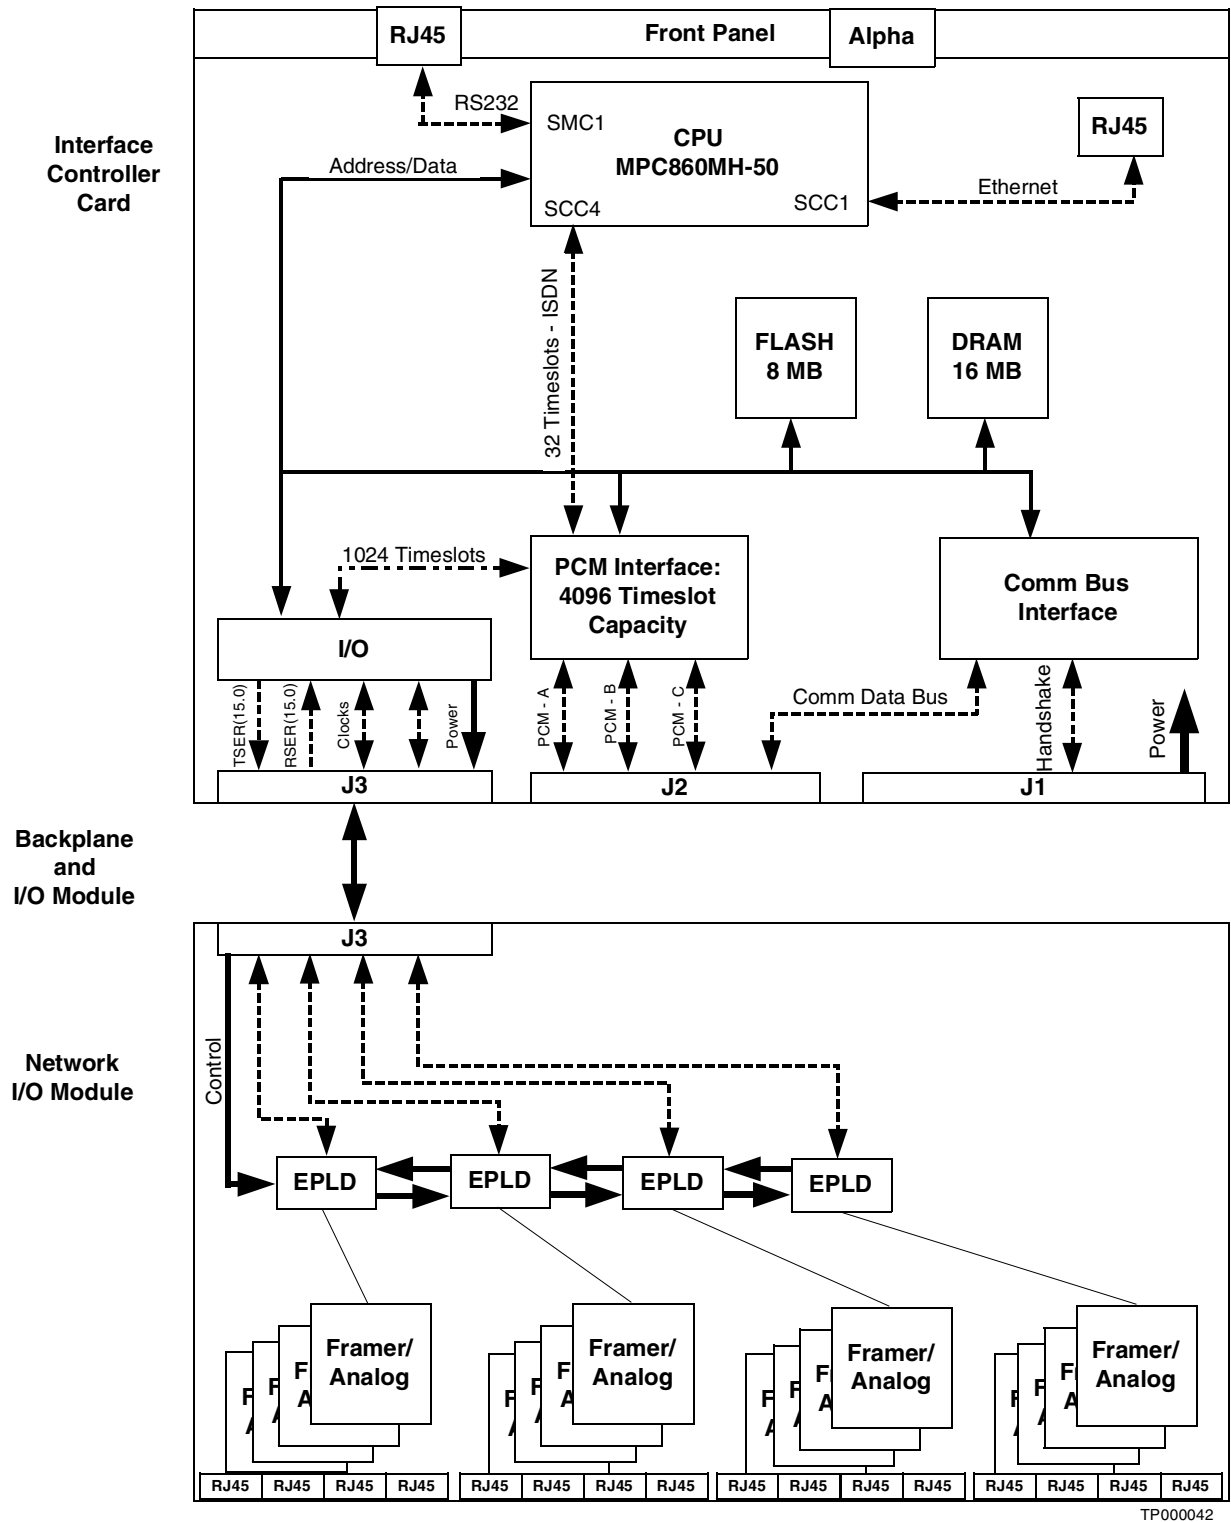 RJ45
Front Panel
Alpha
Interface
Controller
Card
RS232
SMC1
CPU
MPC860MH-50
RJ45
Address/Data
SCC4
SCC1
Ethernet
32 Timeslots - ISDN
FLASH
8 MB
DRAM
16 MB
1024 Timeslots
PCM Interface:
4096 Timeslot
Capacity
Comm Bus
Interface
I/O
TSER(15.0)
RSER(15.0)
Clocks
Power
PCM - A
PCM - B
PCM - C
Comm Data Bus
Handshake
Power
J3
J2
J1
Backplane
and
I/O Module
J3
Network
I/O Module
Control
EPLD
EPLD
EPLD
EPLD
Framer/
Analog
F
A
F
A
F
A
Framer/
Analog
F
A
F
A
F
A
Framer/
Analog
F
A
F
A
F
A
Framer/
Analog
F
A
F
A
F
A
RJ45 RJ45 RJ45 RJ45
RJ45 RJ45 RJ45 RJ45
RJ45 RJ45 RJ45 RJ45
RJ45 RJ45 RJ45 RJ45
TP000042